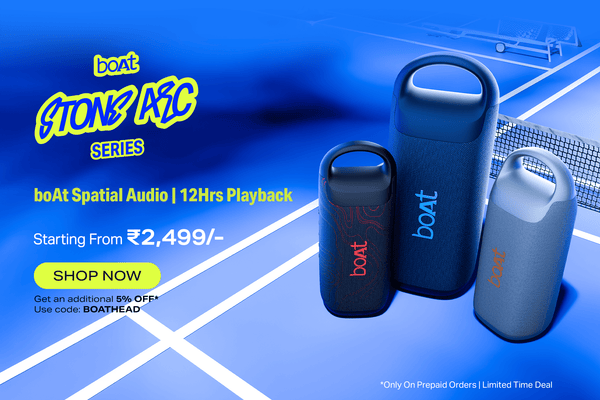 boAt
STONE ARC
SERIES
boAt Spatial Audio | 12Hrs Playback
Starting From ₹2,499/-
SHOP NOW
Get an additional 5% OFF*
Use code: BOATHEAD
boAt
boAt
boAt
*Only On Prepaid Orders | Limited Time Deal